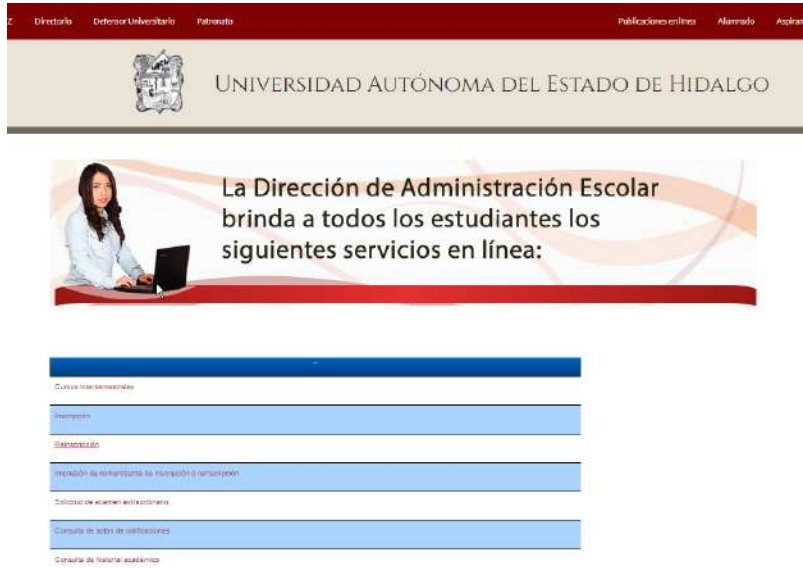 Z Directorio Defensor Universitario Patronato Publicaciones en línea Alumnado Aspiran
UNIVERSIDAD AUTÓNOMA DEL ESTADO DE HIDALGO
La Dirección de Administración Escolar
brinda a todos los estudiantes los
siguientes servicios en línea:
Cursos Intersemestrales
Inscripción
Reinscripción
Impresión de comprobante de inscripción o reinscripción
Solicitud de examen extraordinario
Consulta de actas de calificaciones
Consulta de historial académico